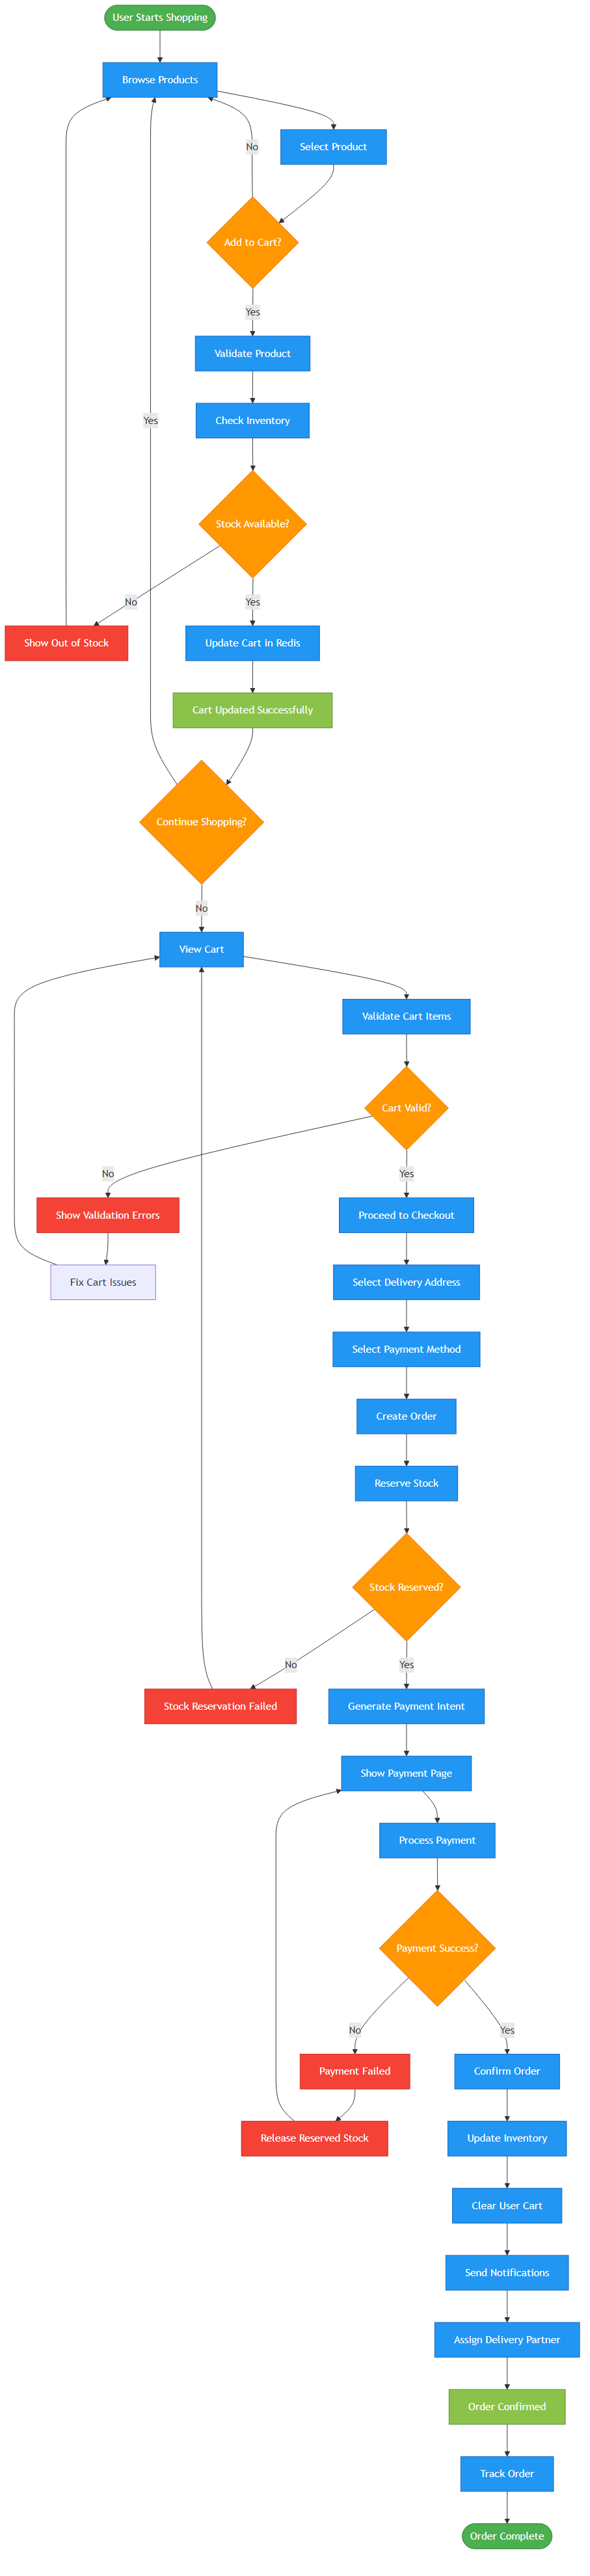 User Starts Shopping
Browse Products
No
Select Product
Add to Cart?
Yes
Validate Product
Yes
Check Inventory
Stock Available?
No
Yes
Show Out of Stock
Update Cart in Redis
Cart Updated Successfully
Continue Shopping?
No
View Cart
Validate Cart Items
Cart Valid?
No
Yes
Show Validation Errors
Proceed to Checkout
Fix Cart Issues
Select Delivery Address
Select Payment Method
Create Order
Reserve Stock
Stock Reserved?
No
Yes
Stock Reservation Failed
Generate Payment Intent
Show Payment Page
Process Payment
Payment Success?
No
Yes
Payment Failed
Confirm Order
Release Reserved Stock
Update Inventory
Clear User Cart
Send Notifications
Assign Delivery Partner
Order Confirmed
Track Order
Order Complete